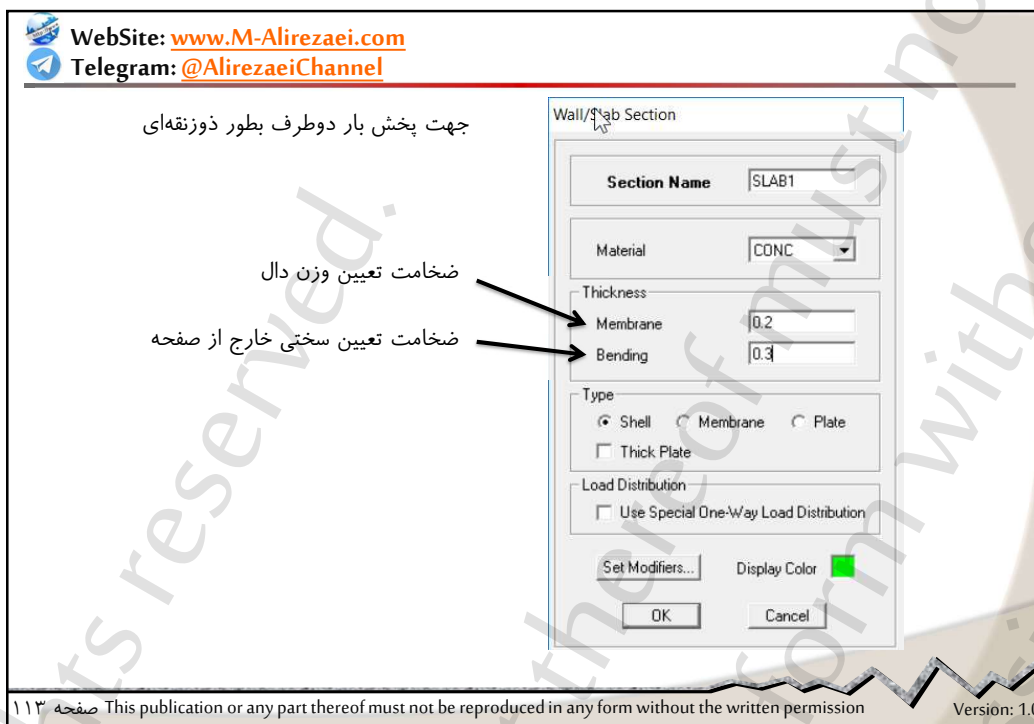 WebSite: www.M-Alirezaei.com
Telegram: @AlirezaeiChannel
جهت پخش بار دوطرف بطور ذوزنقه‌ای
ضخامت تعیین وزن دال
ضخامت تعیین سختی خارج از صفحه
Wall/Slab Section
Section Name
SLAB1
Material
CONC
Thickness
Membrane
0.2
Bending
0.3
Type
Shell
Membrane
Plate
Thick Plate
Load Distribution
Use Special One-Way Load Distribution
Set Modifiers...
Display Color
OK
Cancel
صفحه ۱۱۳
This publication or any part thereof must not be reproduced in any form without the written permission
Version: 1.0